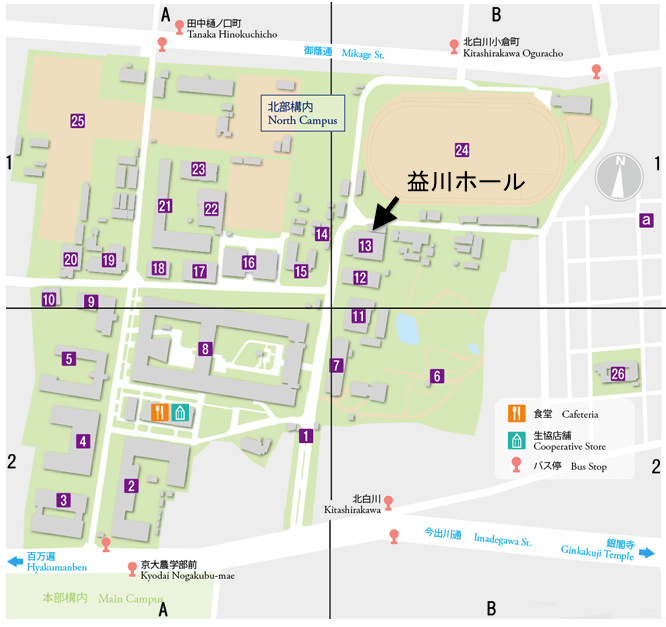 A
B
田中樋ノ口町
Tanaka Hinokuchicho
北白川小倉町
Kitashirakawa Oguracho
御蔭通 Mikage St.
北部構内
North Campus
25
24
1
1
N
23
益川ホール
21
22
a
14
13
20
19
18
17
16
15
12
10
9
11
8
5
7
6
26
食堂 Cafeteria
生協店舗
Cooperative Store
バス停 Bus Stop
4
1
2
2
3
2
北白川
Kitashirakawa
今出川通 Imadegawa St.
銀閣寺
Ginkakuji Temple
百万遍
Hyakumanben
京大農学部前
Kyodai Nogakubu-mae
本部構内 Main Campus
A
B